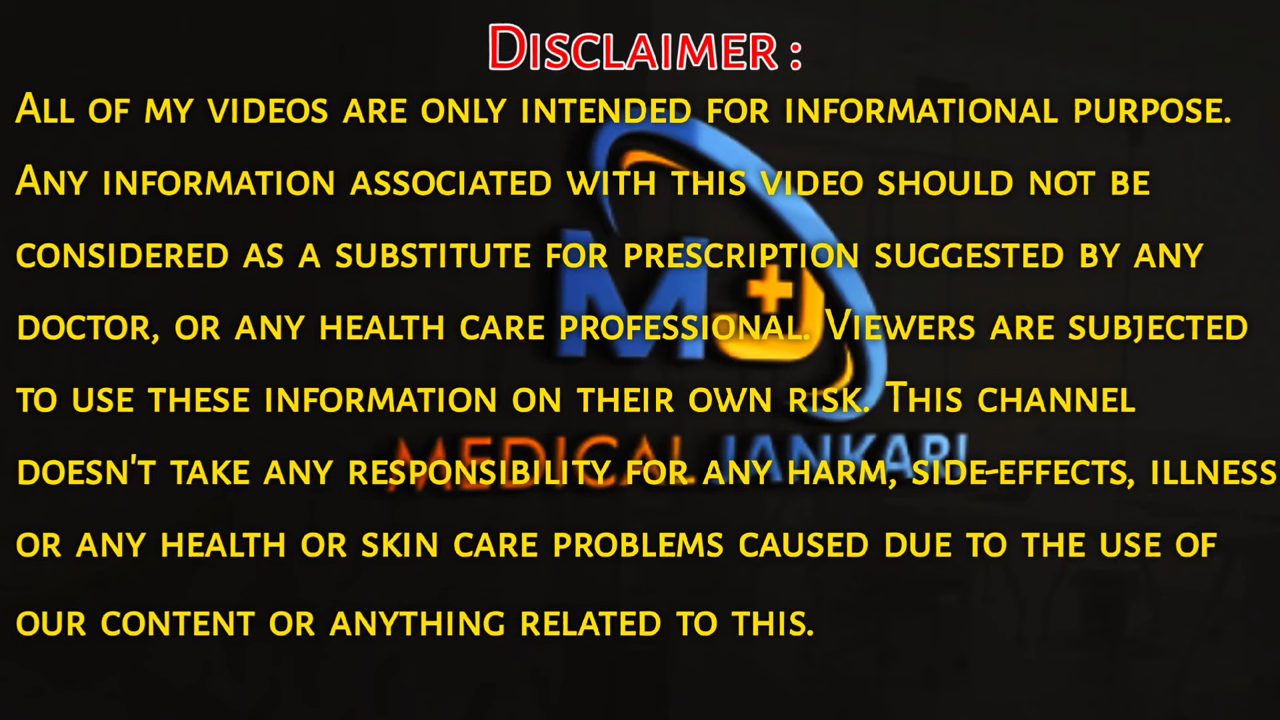 Disclaimer :
All of my videos are only intended for informational purpose.
Any information associated with this video should not be
considered as a substitute for prescription suggested by any
doctor, or any health care professional. Viewers are subjected
to use these information on their own risk. This channel
doesn't take any responsibility for any harm, side-effects, illness
or any health or skin care problems caused due to the use of
our content or anything related to this.
MJ
MEDICAL JANKARI